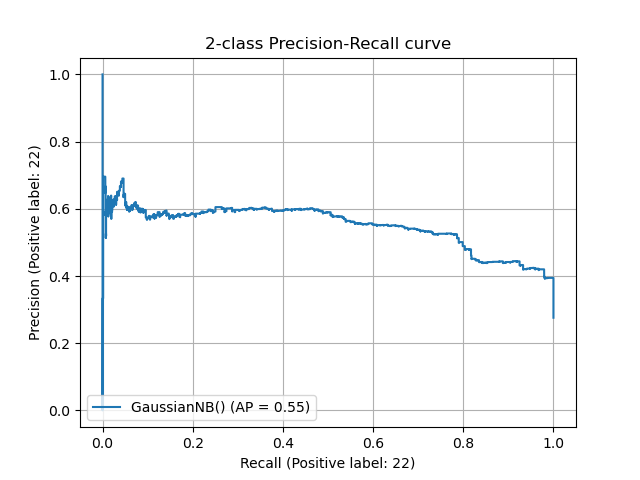 2-class Precision-Recall curve
1.0
0.8
0.6
0.4
0.2
0.0
Precision (Positive label: 22)
GaussianNB() (AP = 0.55)
0.0 0.2 0.4 0.6 0.8 1.0
Recall (Positive label: 22)